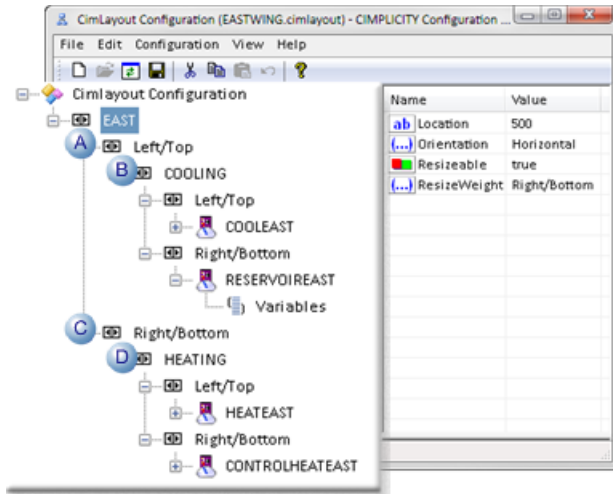 CimLayout Configuration (EASTWING.cimlayout) - CIMPLICITY Configuration ...
File Edit Configuration View Help
Cimlayout Configuration
EAST
A Left/Top
B COOLING
Left/Top
COOLEAST
Right/Bottom
RESERVOIREAST
Variables
C Right/Bottom
D HEATING
Left/Top
HEATEAST
Right/Bottom
CONTROLHEATEAST
Name Value
ab Location 500
(...) Orientation Horizontal
Resizeable true
(...) ResizeWeight Right/Bottom